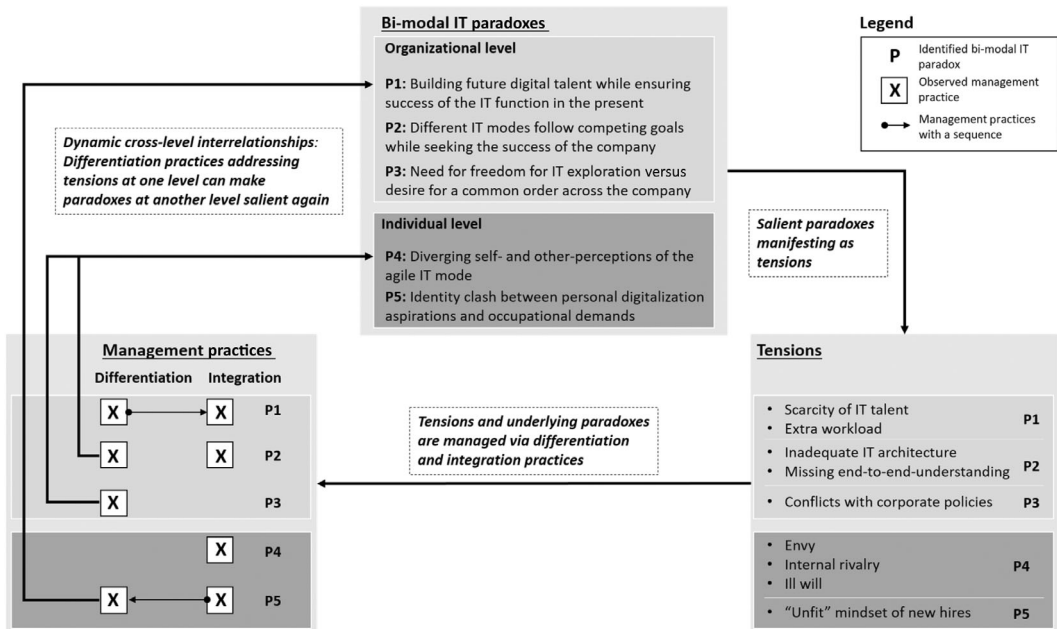 Bi-modal IT paradoxes
Organizational level
P1: Building future digital talent while ensuring
success of the IT function in the present
P2: Different IT modes follow competing goals
while seeking the success of the company
P3: Need for freedom for IT exploration versus
desire for a common order across the company
Individual level
P4: Diverging self- and other-perceptions of the
agile IT mode
P5: Identity clash between personal digitalization
aspirations and occupational demands
Legend
P Identified bi-modal IT
paradox
X Observed management
practice
Management practices
with a sequence
Dynamic cross-level interrelationships:
Differentiation practices addressing
tensions at one level can make
paradoxes at another level salient again
Salient paradoxes
manifesting as
tensions
Management practices
Differentiation Integration
X X P1
X X P2
X P3
X P4
X X P5
Tensions and underlying paradoxes
are managed via differentiation
and integration practices
Tensions
• Scarcity of IT talent
• Extra workload
P1
• Inadequate IT architecture
• Missing end-to-end-understanding
P2
• Conflicts with corporate policies P3
• Envy
• Internal rivalry
• Ill will
P4
• “Unfit” mindset of new hires P5